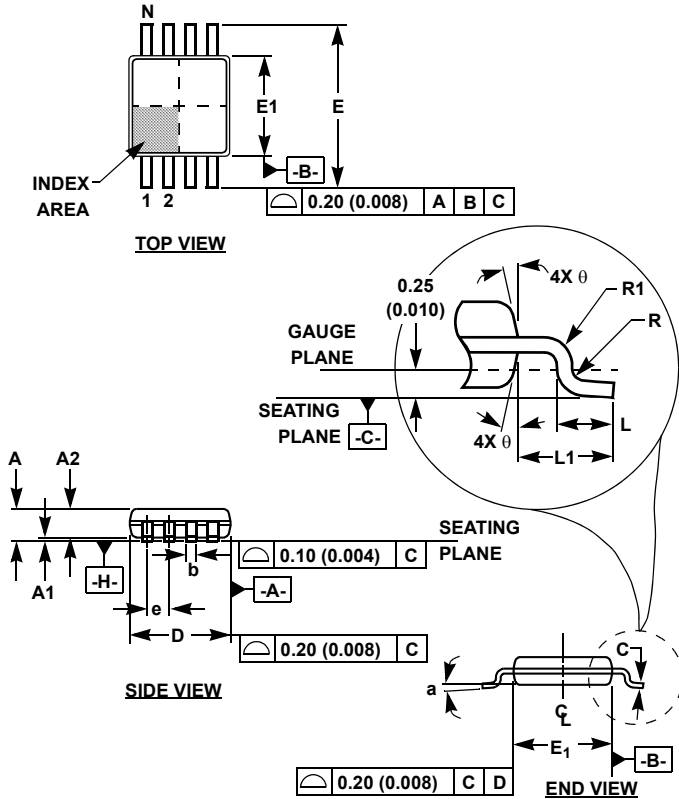 N
E1
E
-B-
INDEX
AREA
1 2
0.20 (0.008) A B C
TOP VIEW
0.25
(0.010)
4X θ
R1
R
GAUGE
PLANE
SEATING
PLANE
-C-
4X θ
L
L1
A A2
SEATING
PLANE
A1
-H-
b
0.10 (0.004) C
-A-
e
D
0.20 (0.008) C
SIDE VIEW
C
a
CL
E1
-B-
0.20 (0.008) C D
END VIEW